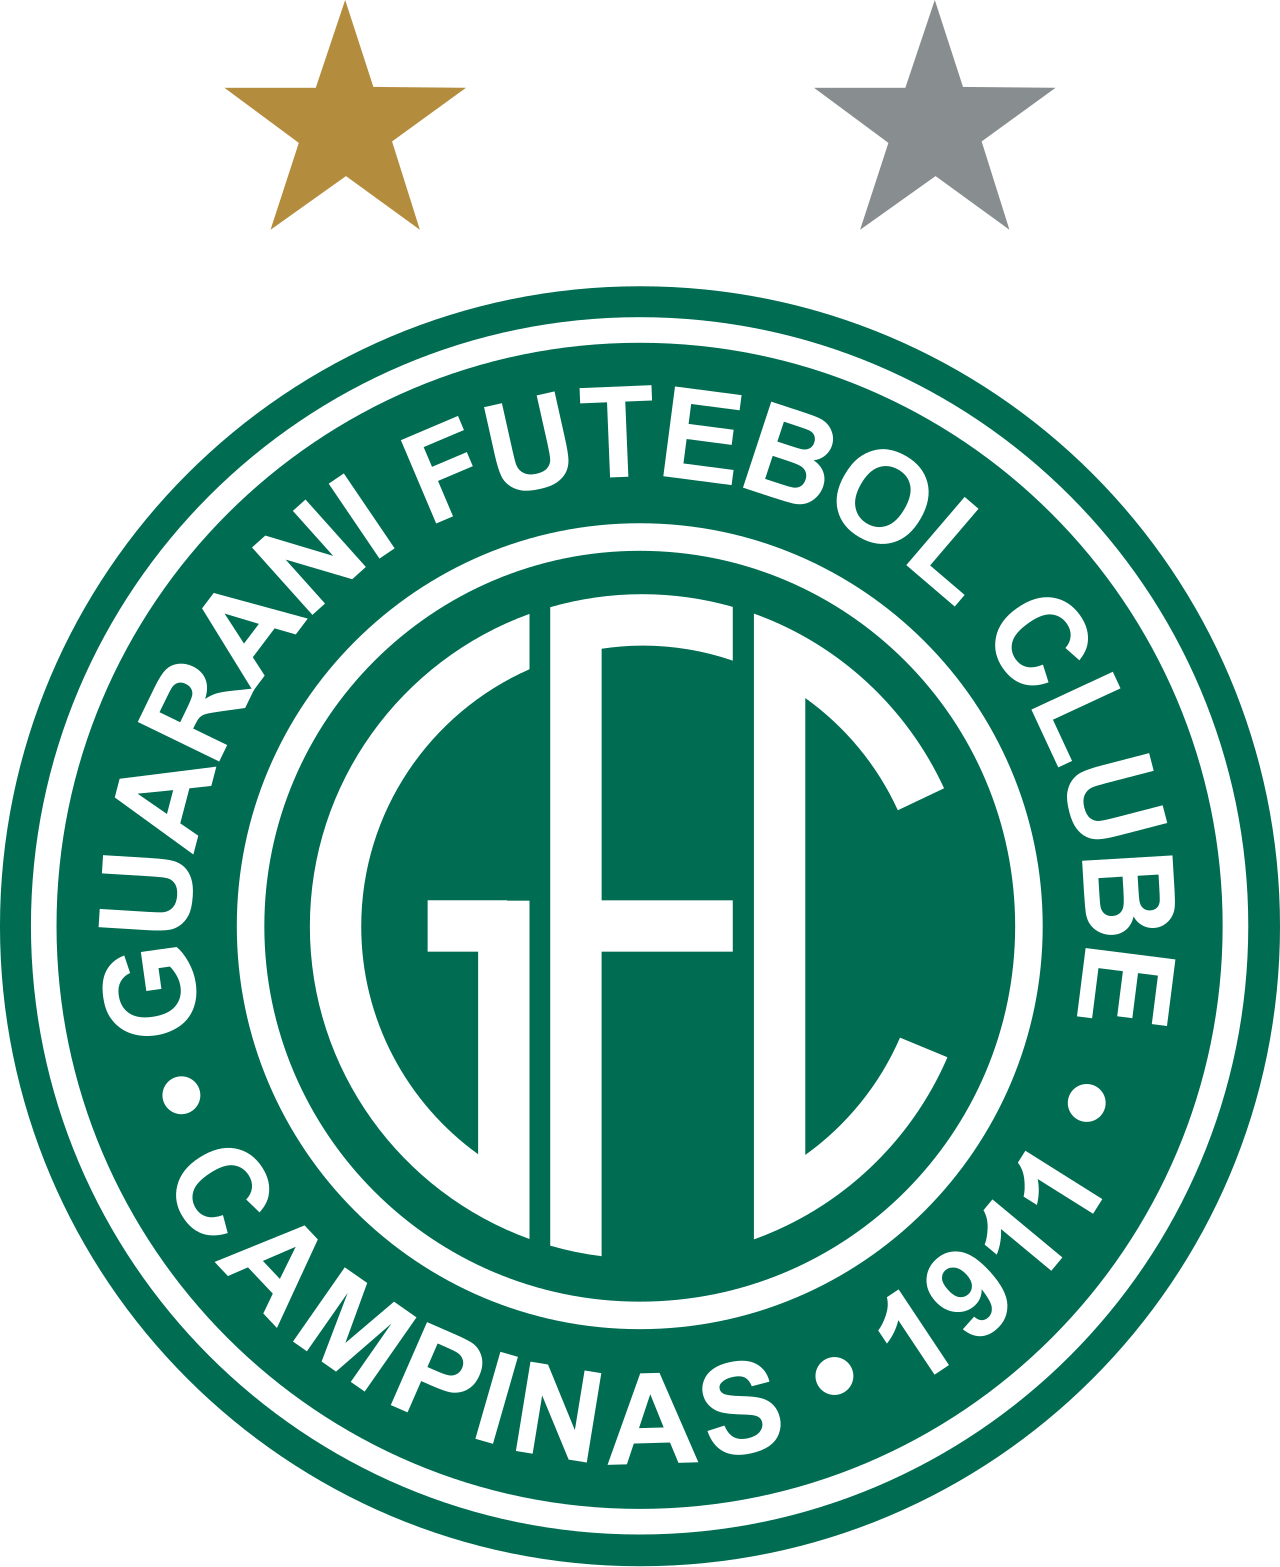 GUARANI FUTEBOL CLUBE
GFC
• CAMPINAS • 1911 •